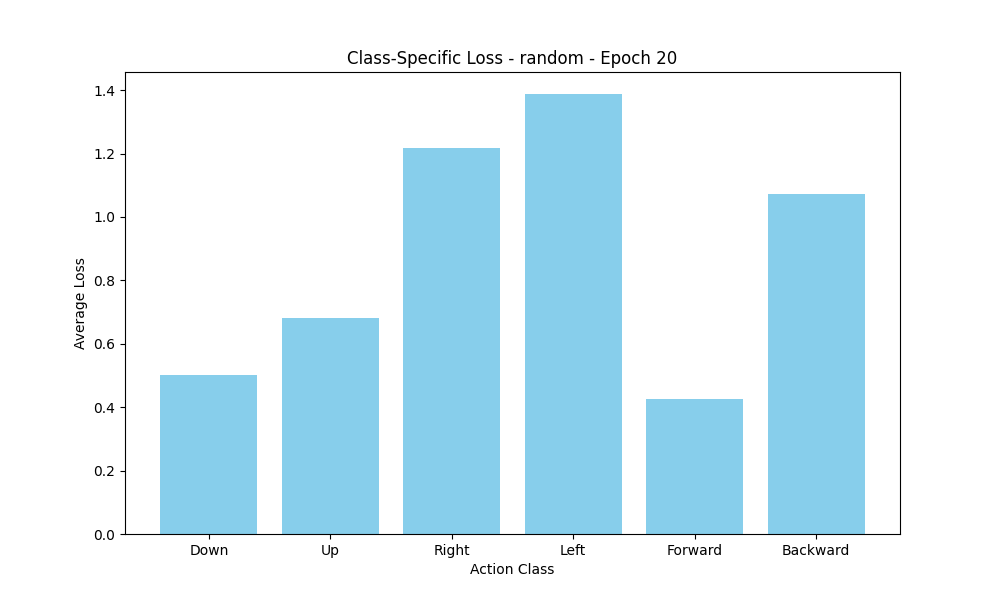 Class-Specific Loss - random - Epoch 20
Average Loss
1.4
1.2
1.0
0.8
0.6
0.4
0.2
0.0
Down Up Right Left Forward Backward
Action Class